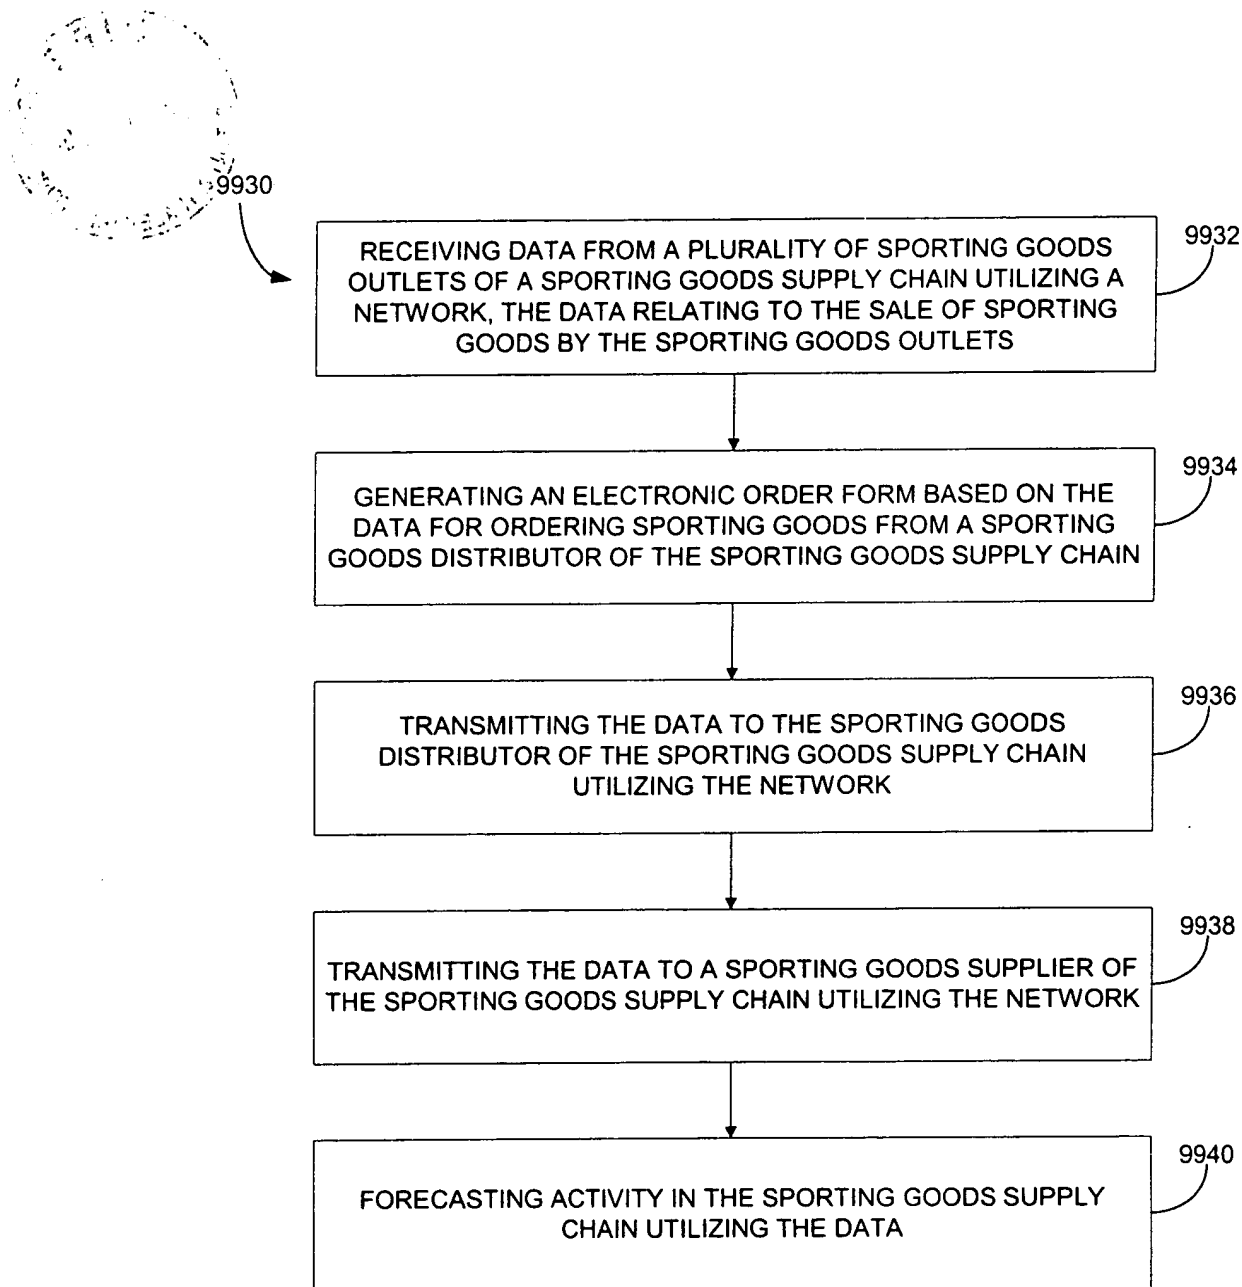 9930
RECEIVING DATA FROM A PLURALITY OF SPORTING GOODS
OUTLETS OF A SPORTING GOODS SUPPLY CHAIN UTILIZING A
NETWORK, THE DATA RELATING TO THE SALE OF SPORTING
GOODS BY THE SPORTING GOODS OUTLETS
9932
GENERATING AN ELECTRONIC ORDER FORM BASED ON THE
DATA FOR ORDERING SPORTING GOODS FROM A SPORTING
GOODS DISTRIBUTOR OF THE SPORTING GOODS SUPPLY CHAIN
9934
TRANSMITTING THE DATA TO THE SPORTING GOODS
DISTRIBUTOR OF THE SPORTING GOODS SUPPLY CHAIN
UTILIZING THE NETWORK
9936
TRANSMITTING THE DATA TO A SPORTING GOODS SUPPLIER OF
THE SPORTING GOODS SUPPLY CHAIN UTILIZING THE NETWORK
9938
FORECASTING ACTIVITY IN THE SPORTING GOODS SUPPLY
CHAIN UTILIZING THE DATA
9940